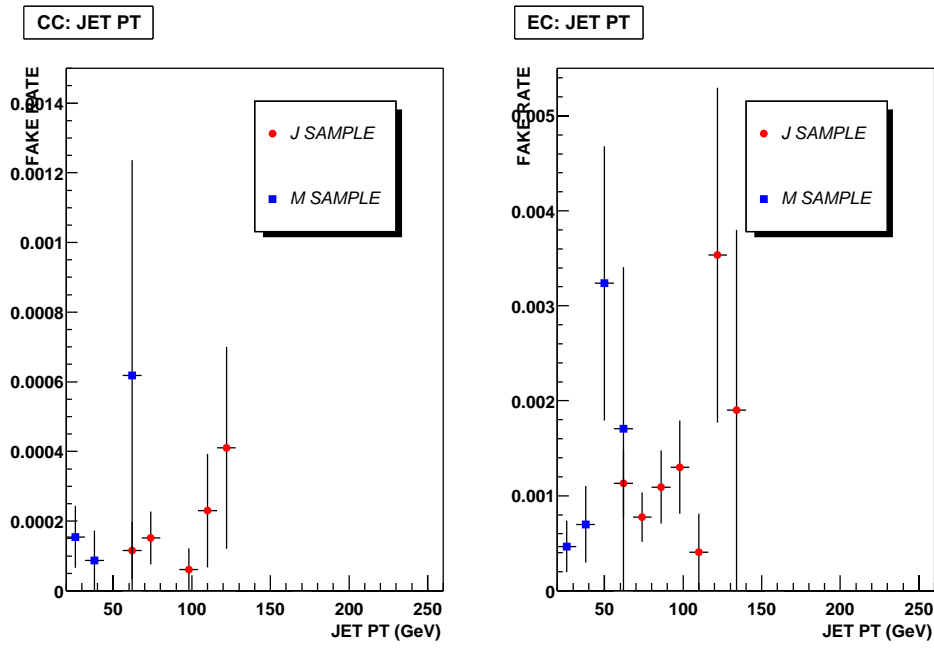 CC: JET PT
FAKE RATE
0.0014
0.0012
0.001
0.0008
0.0006
0.0004
0.0002
0
J SAMPLE
M SAMPLE
50 100 150 200 250
JET PT (GeV)
EC: JET PT
FAKE RATE
0.005
0.004
0.003
0.002
0.001
0
J SAMPLE
M SAMPLE
50 100 150 200 250
JET PT (GeV)